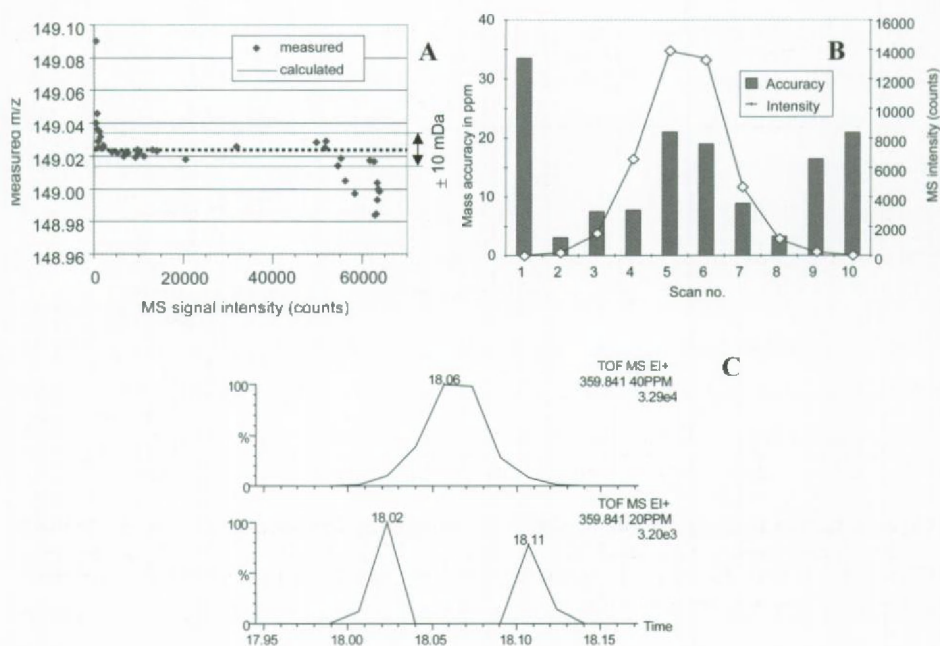 A
Measured m/z
149.10
149.08
149.06
149.04
149.02
149.00
148.98
148.96
measured
calculated
± 10 mDa
0
20000
40000
60000
MS signal intensity (counts)
B
Mass accuracy in ppm
40
30
20
10
0
Accuracy
Intensity
16000
14000
12000
10000
8000
6000
4000
2000
0
MS intensity (counts)
1 2 3 4 5 6 7 8 9 10
Scan no.
C
TOF MS EI+
359.841 40PPM
3.29e4
18.06
100
%
TOF MS EI+
359.841 20PPM
3.20e3
18.02
18.11
100
%
0
Time
17.95 18.00 18.05 18.10 18.15